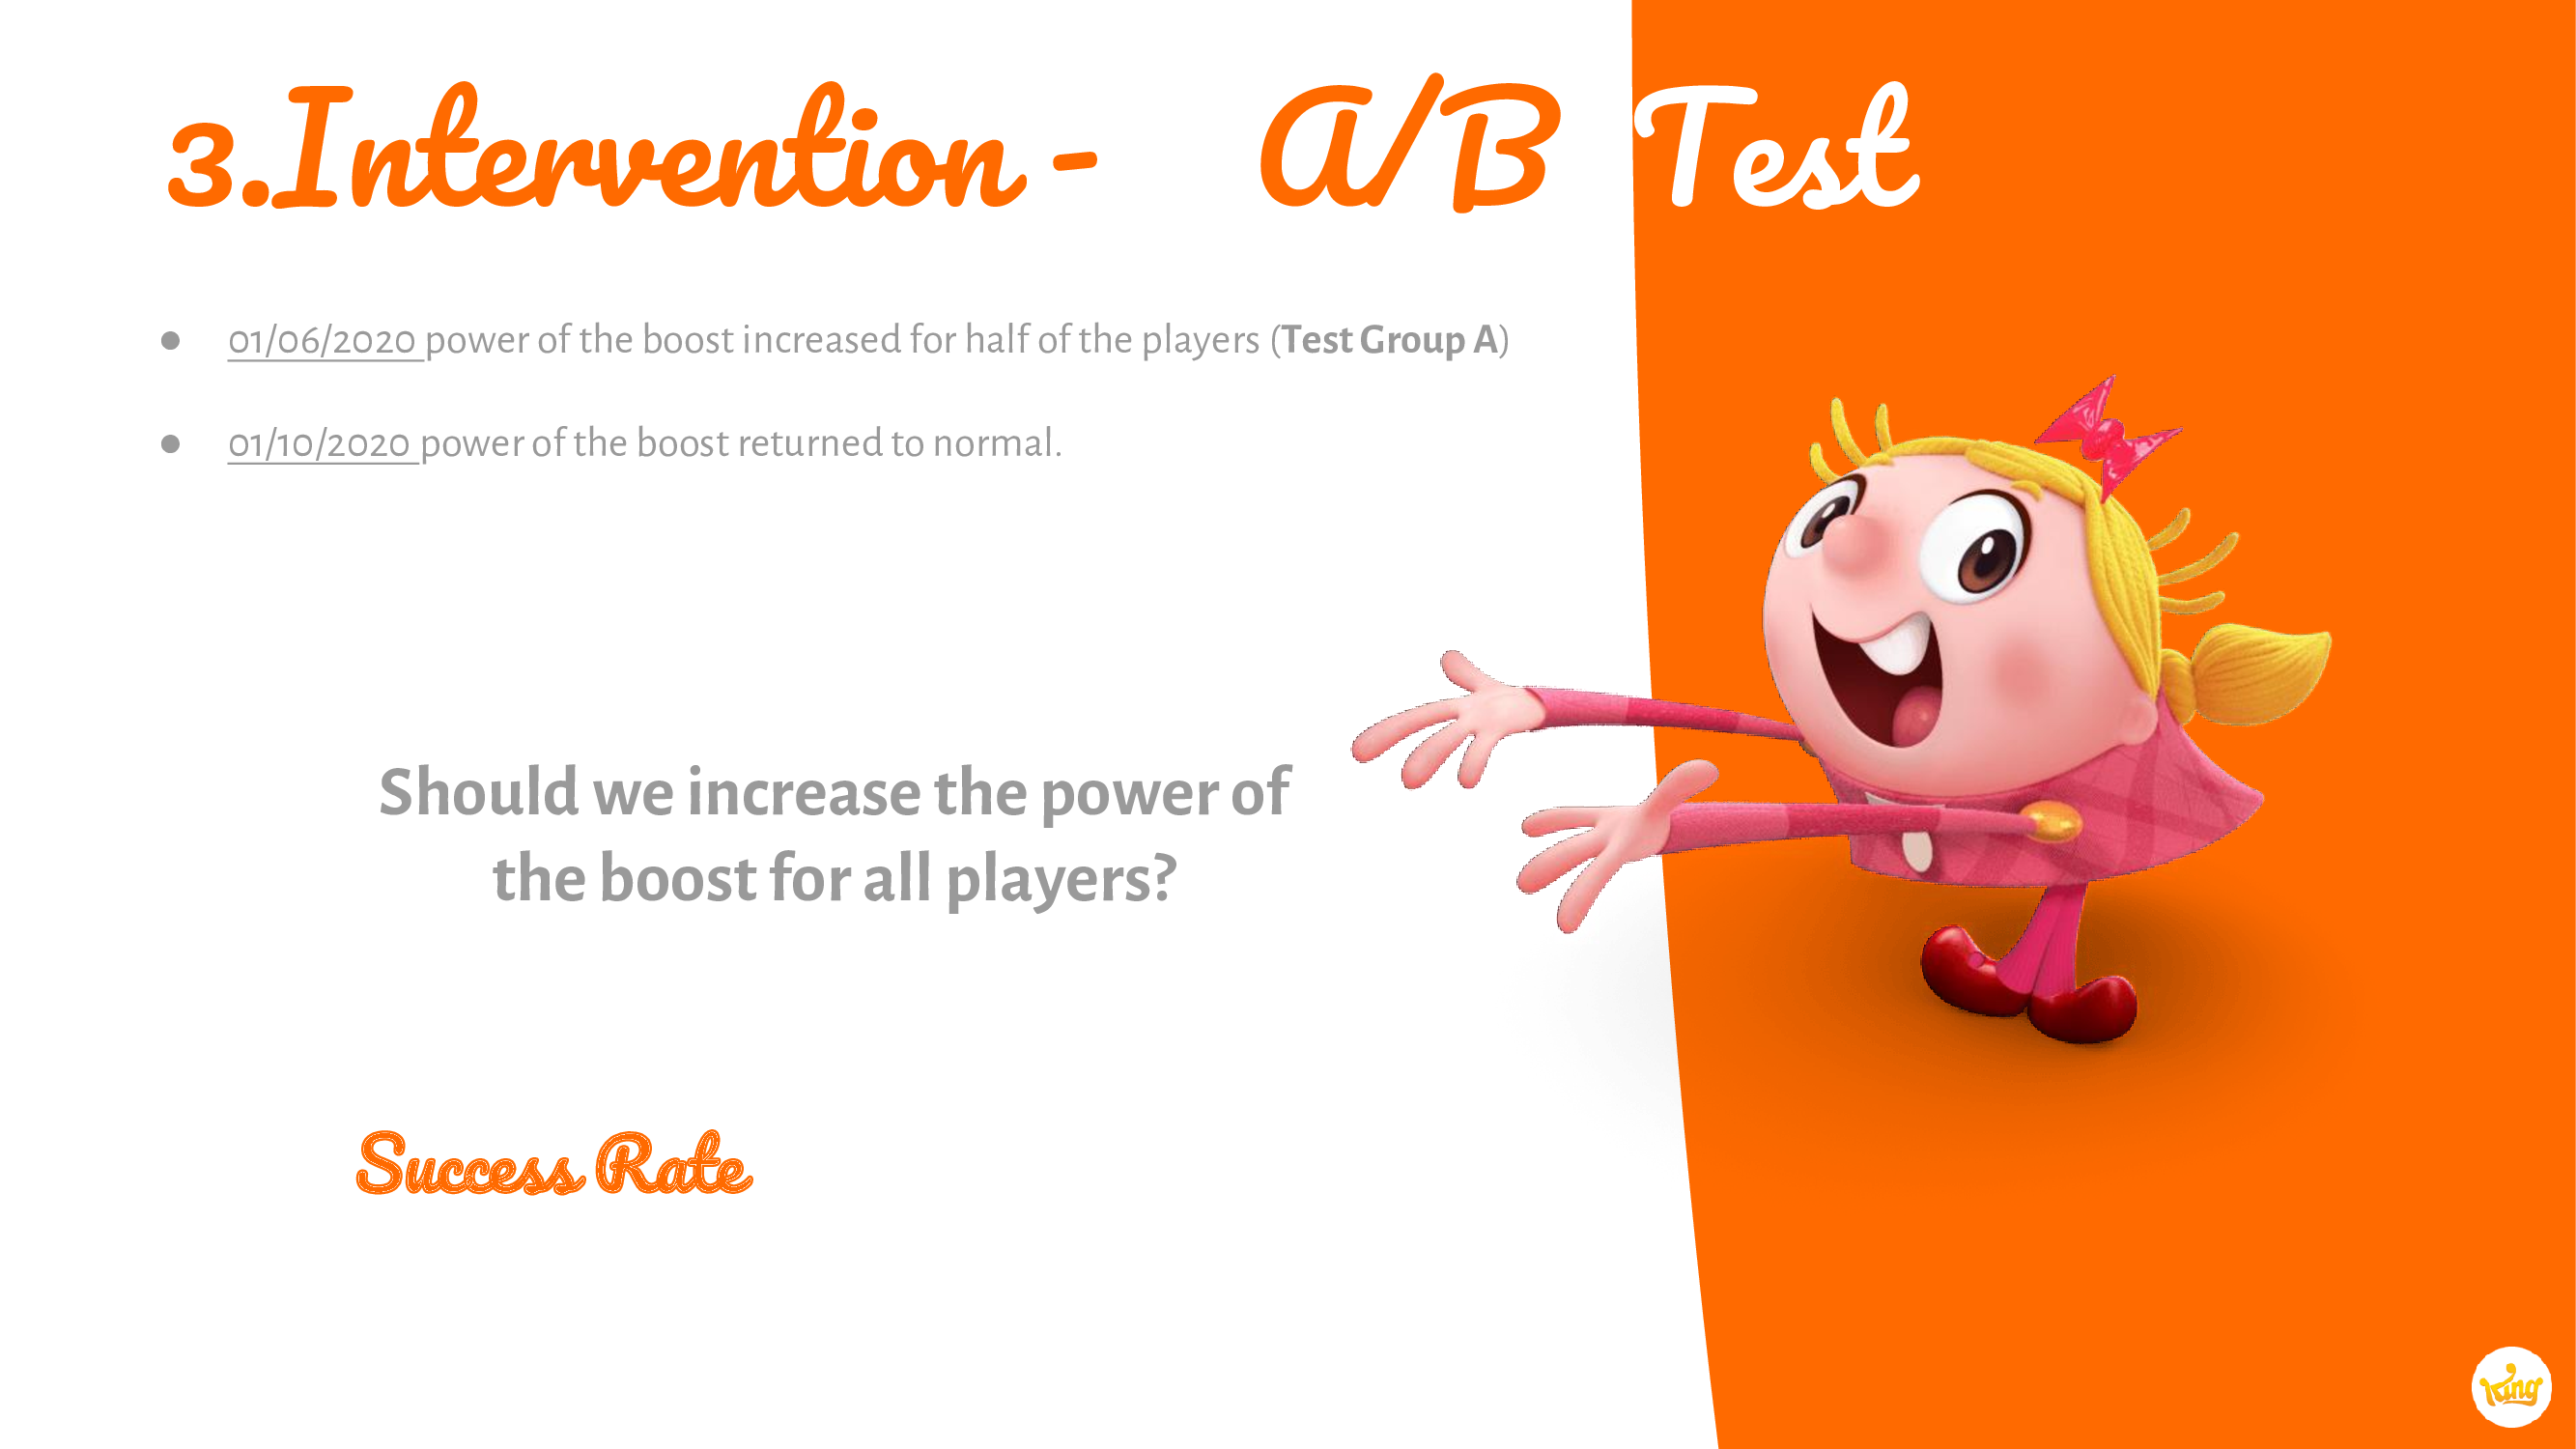 3.Intervention - A/B Test
● 01/06/2020 power of the boost increased for half of the players (Test Group A)
● 01/10/2020 power of the boost returned to normal.
Should we increase the power of
the boost for all players?
Success Rate
King